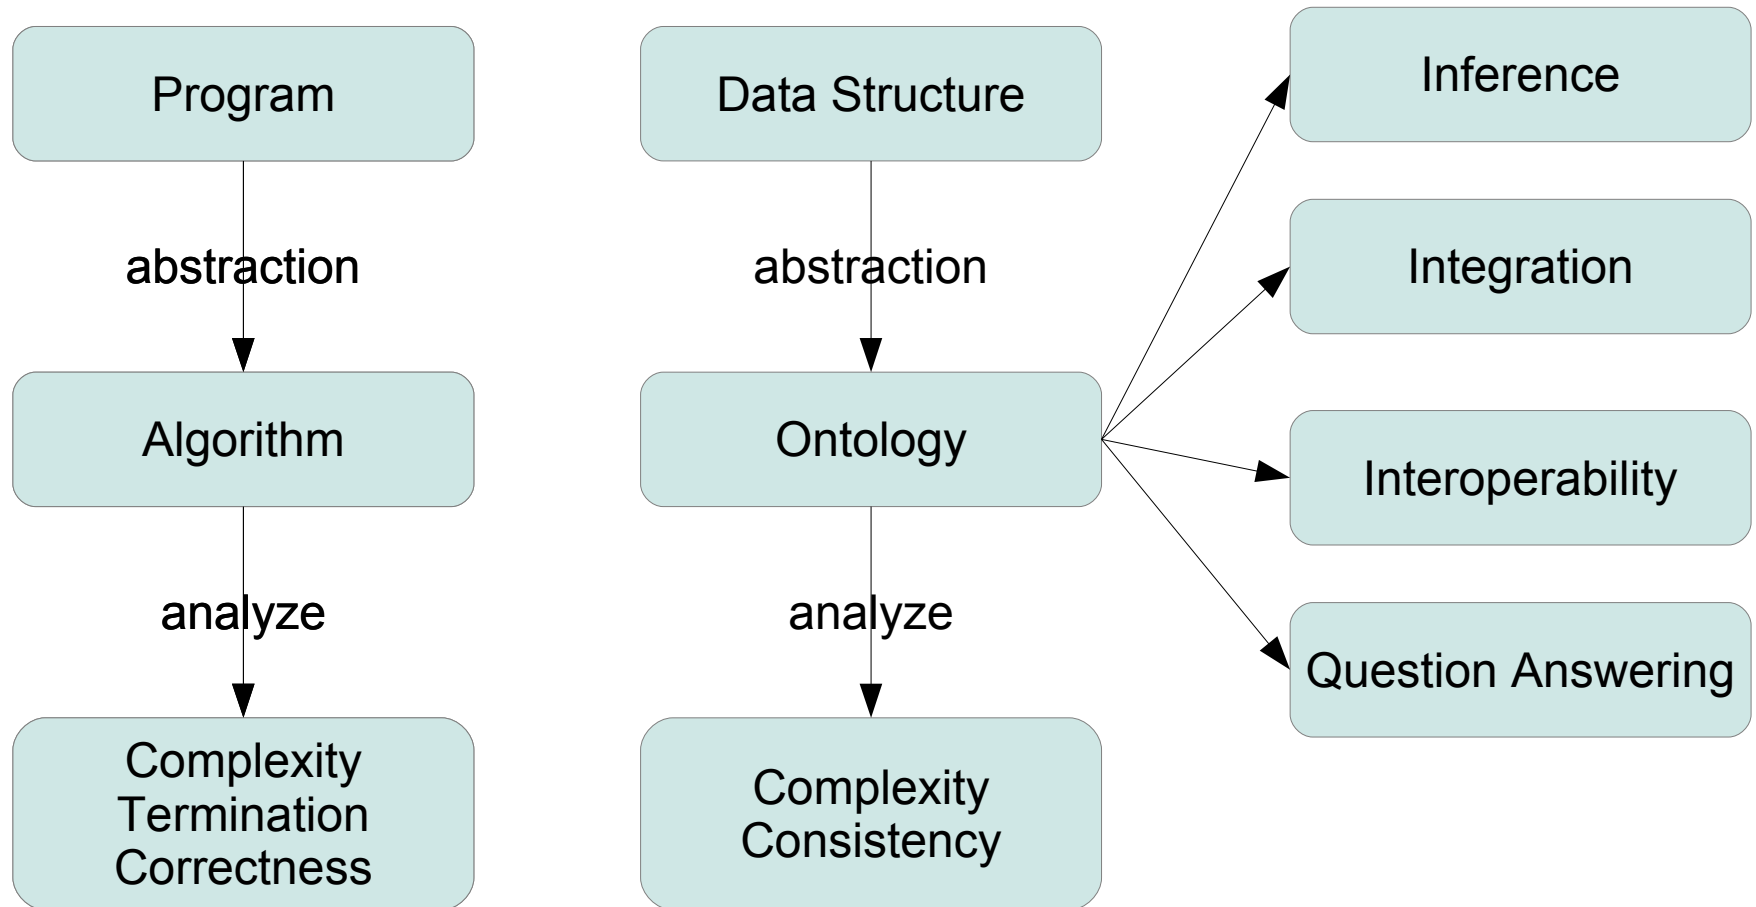 Program
abstraction
Algorithm
analyze
Complexity
Termination
Correctness
Data Structure
abstraction
Ontology
analyze
Complexity
Consistency
Inference
Integration
Interoperability
Question Answering